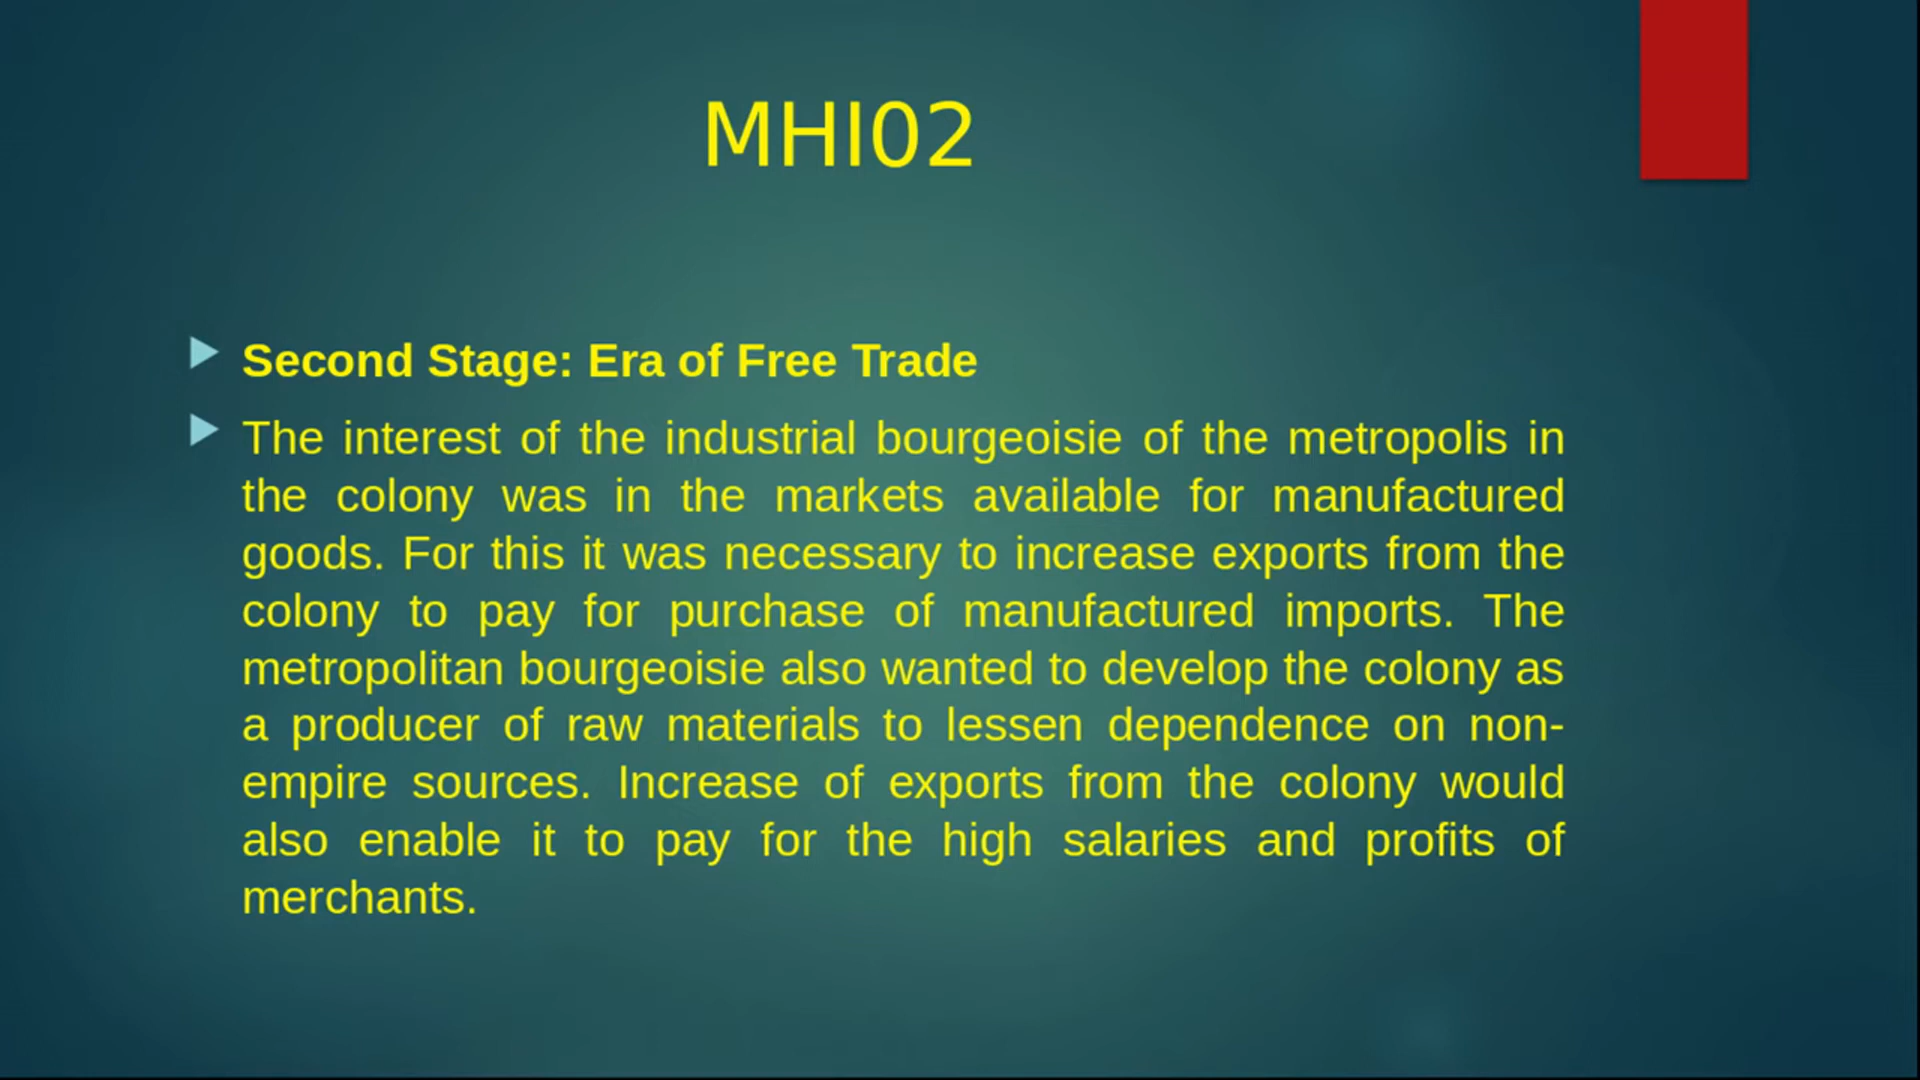 MHI02
Second Stage: Era of Free Trade
The interest of the industrial bourgeoisie of the metropolis in
the colony was in the markets available for manufactured
goods. For this it was necessary to increase exports from the
colony to pay for purchase of manufactured imports. The
metropolitan bourgeoisie also wanted to develop the colony as
a producer of raw materials to lessen dependence on non-
empire sources. Increase of exports from the colony would
also enable it to pay for the high salaries and profits of
merchants.